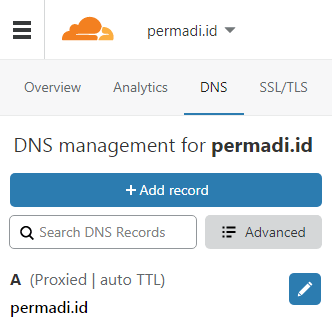 permadi.id
Overview Analytics DNS SSL/TLS
DNS management for permadi.id
+ Add record
Search DNS Records Advanced
A (Proxied | auto TTL)
permadi.id